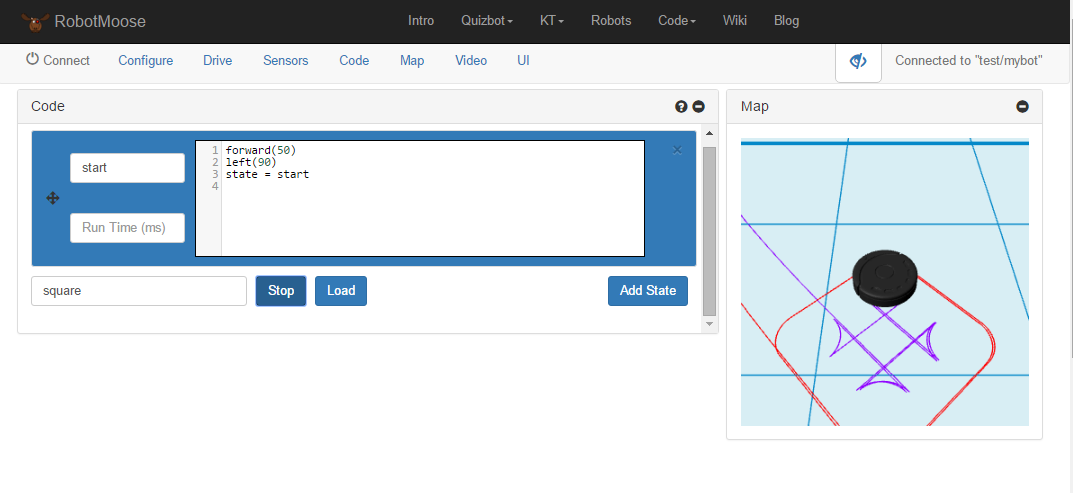 RobotMoose Intro Quizbot KT Robots Code Wiki Blog
Connect Configure Drive Sensors Code Map Video UI Connected to "test/mybot"
Code
Map
start
Run Time (ms)
1 forward(50)
2 left(90)
3 state = start
4
×
square Stop Load Add State